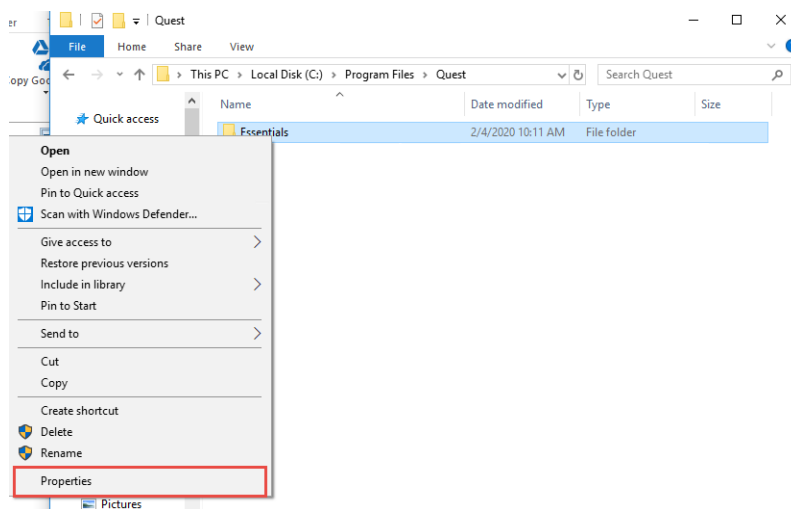 er
Quest
File Home Share View
opy Goo
This PC > Local Disk (C:) > Program Files > Quest
Search Quest
Name Date modified Type Size
Quick access
Essentials 2/4/2020 10:11 AM File folder
Open
Open in new window
Pin to Quick access
Scan with Windows Defender...
Give access to
Restore previous versions
Include in library
Pin to Start
Send to
Cut
Copy
Create shortcut
Delete
Rename
Properties
Pictures